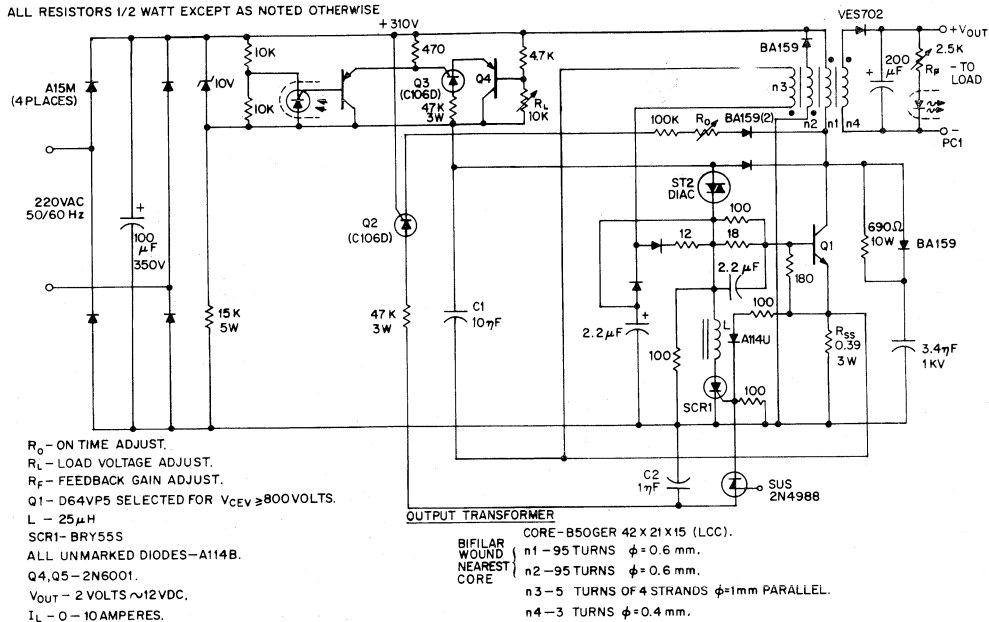 ALL RESISTORS 1/2 WATT EXCEPT AS NOTED OTHERWISE
+310V
VES702
+VOUT
BA159
2.5K
RF
- TO
LOAD
200
μF
10K
470
4.7K
A15M
(4 PLACES)
10V
Q3
(C106D)
Q4
n3
10K
47K
3W
RL
10K
n2
n1
n4
100K
RO
BA159(2)
-
PC1
ST2
DIAC
220VAC
50/60 Hz
+
100
μF
350V
Q2
(C106D)
100
12
18
Q1
690Ω
10W
BA159
2.2μF
180
15K
5W
47K
3W
C1
10ηF
+
2.2μF
L
100
A114U
RSS
0.39
3W
3.4ηF
1KV
100
SCR1
100
C2
1ηF
SUS
2N4988
RO – ON TIME ADJUST.
RL – LOAD VOLTAGE ADJUST.
RF – FEEDBACK GAIN ADJUST.
Q1 – D64VP5 SELECTED FOR VCEV ≥800VOLTS.
L – 25μH
SCR1– BRY55S
ALL UNMARKED DIODES–A114B.
Q4,Q5–2N6001.
VOUT – 2 VOLTS ~12VDC,
IL – 0 – 10 AMPERES.
OUTPUT TRANSFORMER
CORE–B50GER 42 X 21 X 15 (LCC).
BIFILAR
WOUND
NEAREST
CORE
n1 –95 TURNS φ=0.6 mm.
n2 –95 TURNS φ=0.6 mm.
n3–5 TURNS OF 4 STRANDS φ=1mm PARALLEL.
n4–3 TURNS φ=0.4 mm.